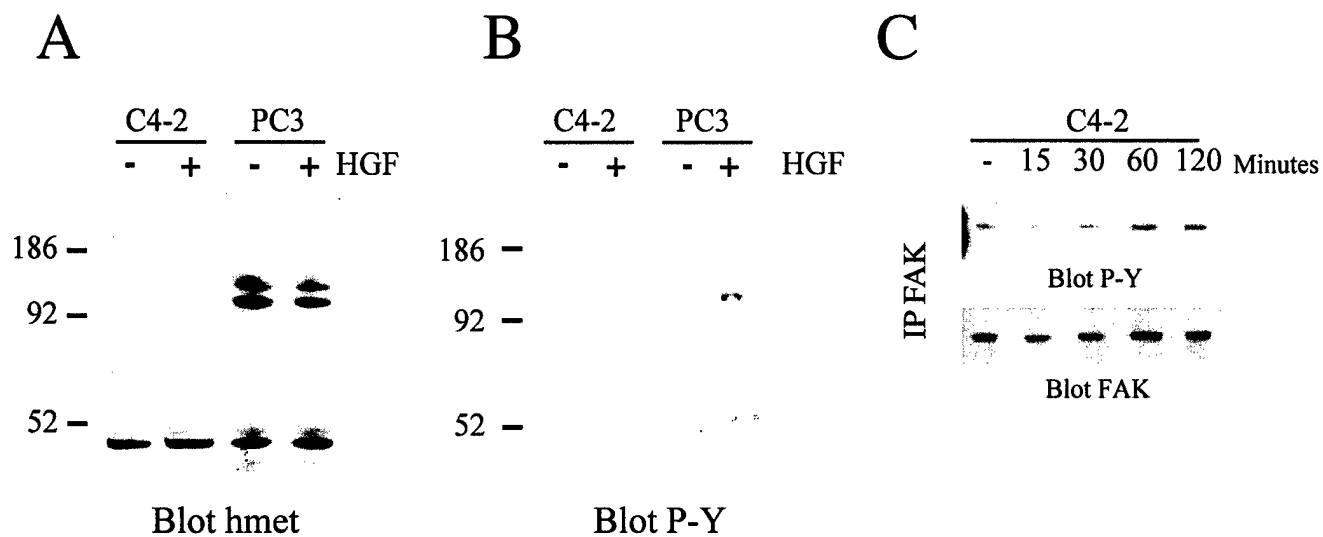 A
C4-2 PC3
- + - + HGF
186
92
52
Blot hmet
B
C4-2 PC3
- + - + HGF
186
92
52
Blot P-Y
C
C4-2
- 15 30 60 120 Minutes
IP FAK
Blot P-Y
Blot FAK